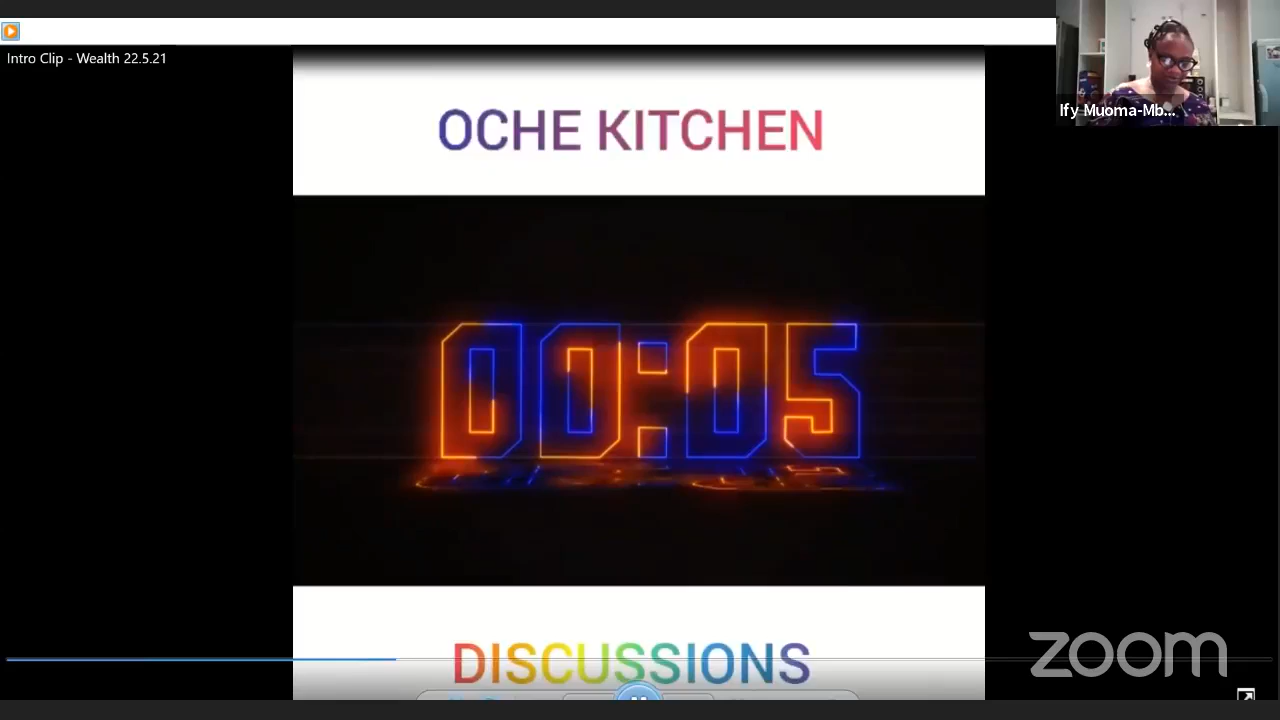 Intro Clip - Wealth 22.5.21
Ify Muoma-Mb...
OCHE KITCHEN
00:05
DISCUSSIONS
zoom